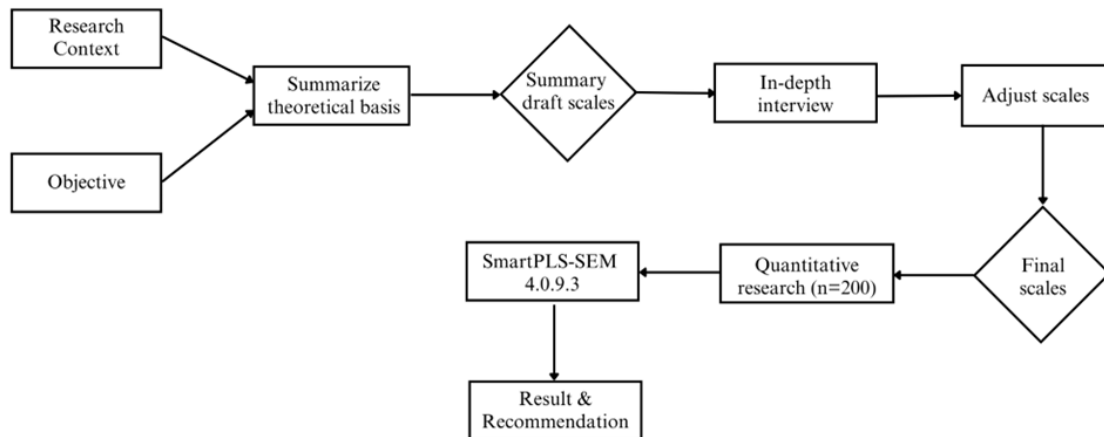 Research
Context
Objective
Summarize
theoretical basis
Summary
draft scales
In-depth
interview
Adjust scales
Final
scales
Quantitative
research (n=200)
SmartPLS-SEM
4.0.9.3
Result &
Recommendation